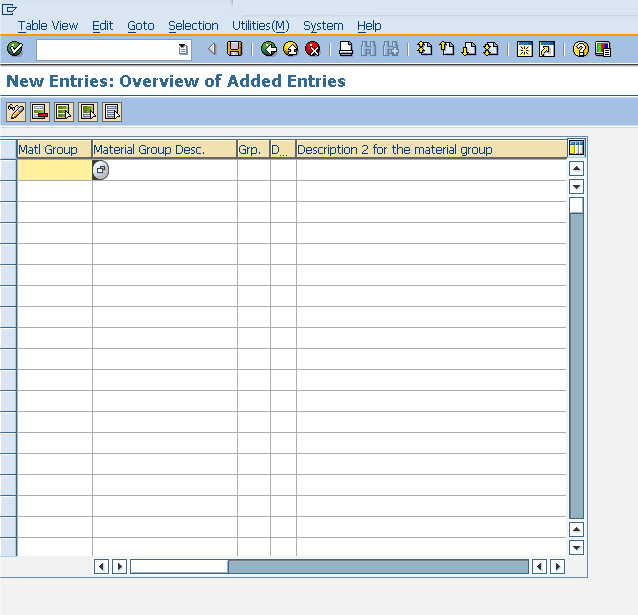 Table View Edit Goto Selection Utilities(M) System Help
New Entries: Overview of Added Entries
Matl Group Material Group Desc. Grp. D... Description 2 for the material group